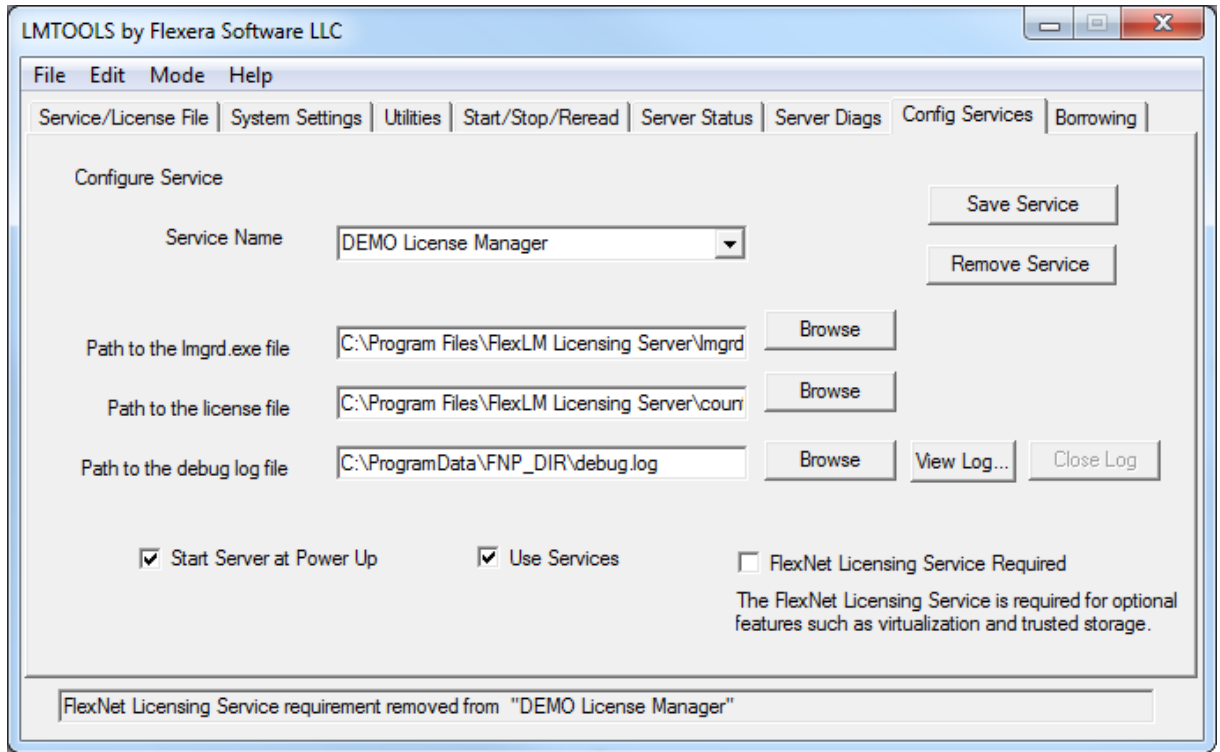 LMTOOLS by Flexera Software LLC
File Edit Mode Help
Service/License File System Settings Utilities Start/Stop/Reread Server Status Server Diags Config Services Borrowing
Configure Service
Save Service
Service Name DEMO License Manager
Remove Service
Path to the lmgrd.exe file C:\Program Files\FlexLM Licensing Server\lmgrd Browse
Path to the license file C:\Program Files\FlexLM Licensing Server\coun Browse
Path to the debug log file C:\ProgramData\FNP_DIR\debug.log Browse View Log... Close Log
Start Server at Power Up Use Services FlexNet Licensing Service Required
The FlexNet Licensing Service is required for optional
features such as virtualization and trusted storage.
FlexNet Licensing Service requirement removed from "DEMO License Manager"